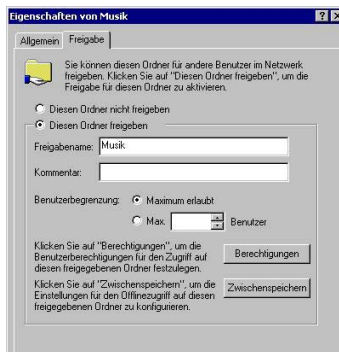 Eigenschaften von Musik
Allgemein Freigabe
Sie können diesen Ordner für andere Benutzer im Netzwerk
freigeben. Klicken Sie auf "Diesen Ordner freigeben", um die
Freigabe für diesen Ordner zu aktivieren.
Diesen Ordner nicht freigeben
Diesen Ordner freigeben
Freigabename: Musik
Kommentar:
Benutzerbegrenzung: Maximum erlaubt
Max. Benutzer
Klicken Sie auf "Berechtigungen", um die
Benutzerberechtigungen für den Zugriff auf
diesen freigegebenen Ordner festzulegen.
Berechtigungen
Klicken Sie auf "Zwischenspeichern", um die
Einstellungen für den Offlinezugriff auf diesen
freigegebenen Ordner zu konfigurieren.
Zwischenspeichern